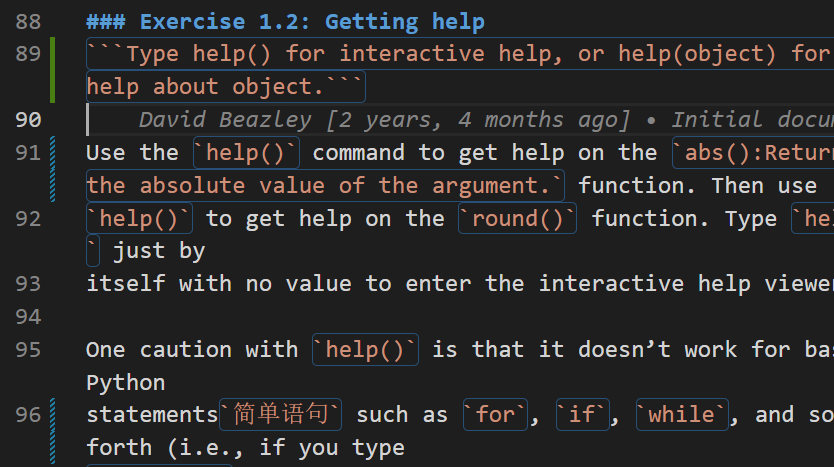 88 ### Exercise 1.2: Getting help
89 ```Type help() for interactive help, or help(object) for
help about object.```
90 David Beazley [2 years, 4 months ago] • Initial docu
91 Use the `help()` command to get help on the `abs():Retur
the absolute value of the argument.` function. Then use
92 `help()` to get help on the `round()` function. Type `he
` just by
93 itself with no value to enter the interactive help viewe
94
95 One caution with `help()` is that it doesn’t work for ba
Python
96 statements`简单语句` such as `for`, `if`, `while`, and so
forth (i.e., if you type